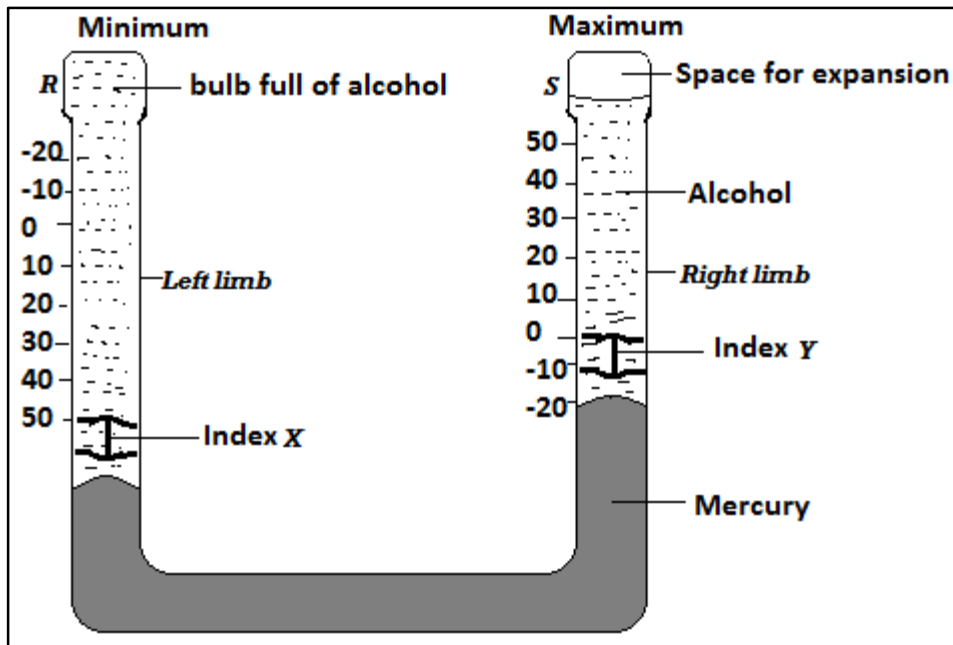 Minimum
Maximum
R
bulb full of alcohol
S
Space for expansion
-20
-10
0
10
20
30
40
50
Left limb
Index X
50
40
30
20
10
0
-10
-20
Alcohol
Right limb
Index Y
Mercury